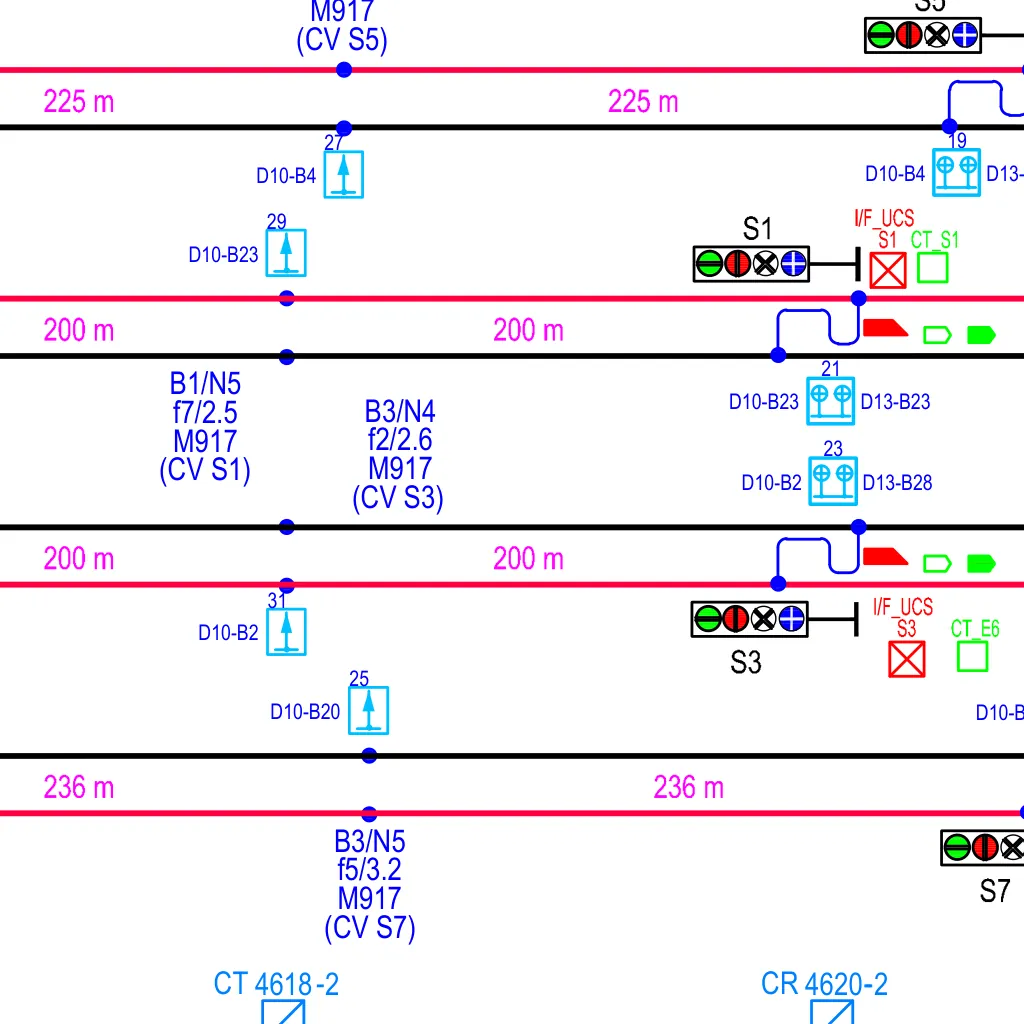 M917
(CV S5)
S5
225 m
225 m
27
D10-B4
19
D10-B4
D13-
29
D10-B23
S1
I/F_UCS
S1
CT_S1
200 m
200 m
B1/N5
f7/2.5
M917
(CV S1)
B3/N4
f2/2.6
M917
(CV S3)
21
D10-B23
D13-B23
23
D10-B2
D13-B28
200 m
200 m
31
D10-B2
S3
I/F_UCS
S3
CT_E6
25
D10-B20
D10-B
236 m
236 m
B3/N5
f5/3.2
M917
(CV S7)
S7
CT 4618-2
CR 4620-2